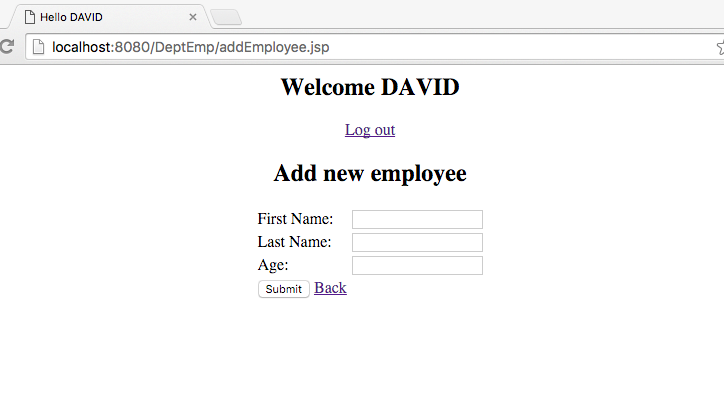 Hello DAVID
localhost:8080/DeptEmp/addEmployee.jsp
Welcome DAVID
Log out
Add new employee
First Name:
Last Name:
Age:
Submit Back